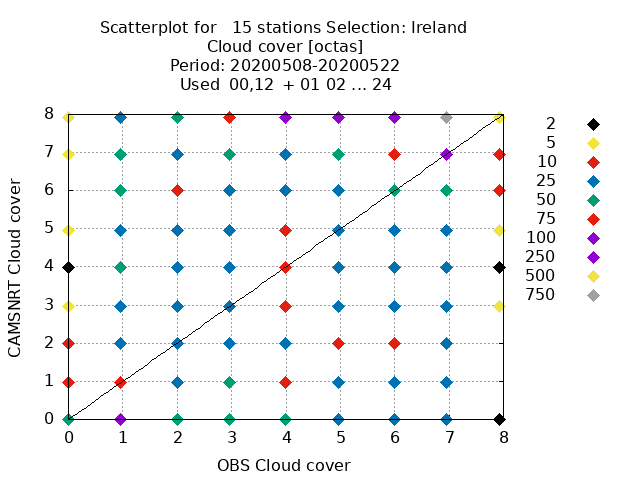 Scatterplot for   15 stations Selection: Ireland
Cloud cover [octas]
Period: 20200508-20200522
Used  00,12  + 01 02 ... 24
8
7
6
5
4
3
2
1
0
CAMSNRT Cloud cover
0 1 2 3 4 5 6 7 8
OBS Cloud cover
2
5
10
25
50
75
100
250
500
750